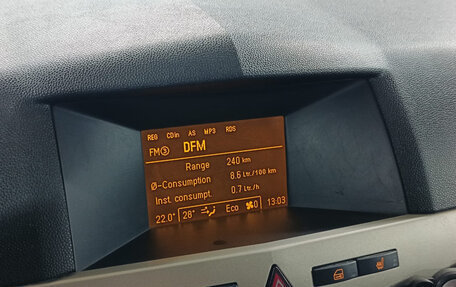 REG CD in AS MP3 RDS
FM③ DFM
Range 240 km
Ø-Consumption 8.6 Ltr./100 km
Inst. consumpt. 0.7 Ltr./h
22.0° 28° Eco 0 13:03